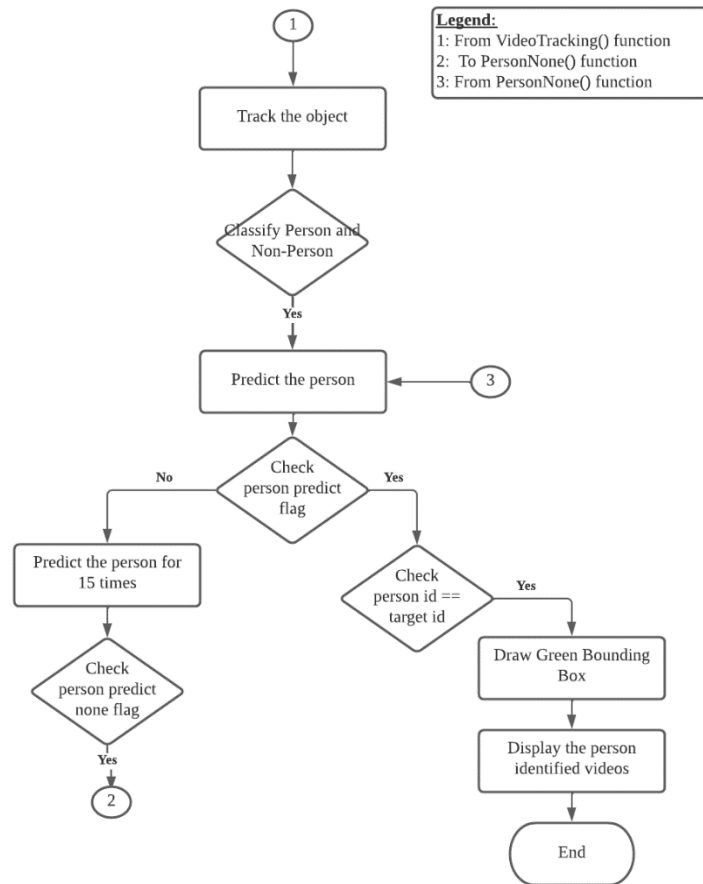 1
Legend:
1: From VideoTracking() function
2:  To PersonNone() function
3: From PersonNone() function
Track the object
Classify Person and
Non-Person
Yes
Predict the person
3
Check
person predict
flag
No
Yes
Predict the person for
15 times
Check
person id ==
target id
Yes
Check
person predict
none flag
Draw Green Bounding
Box
Yes
Display the person
identified videos
2
End